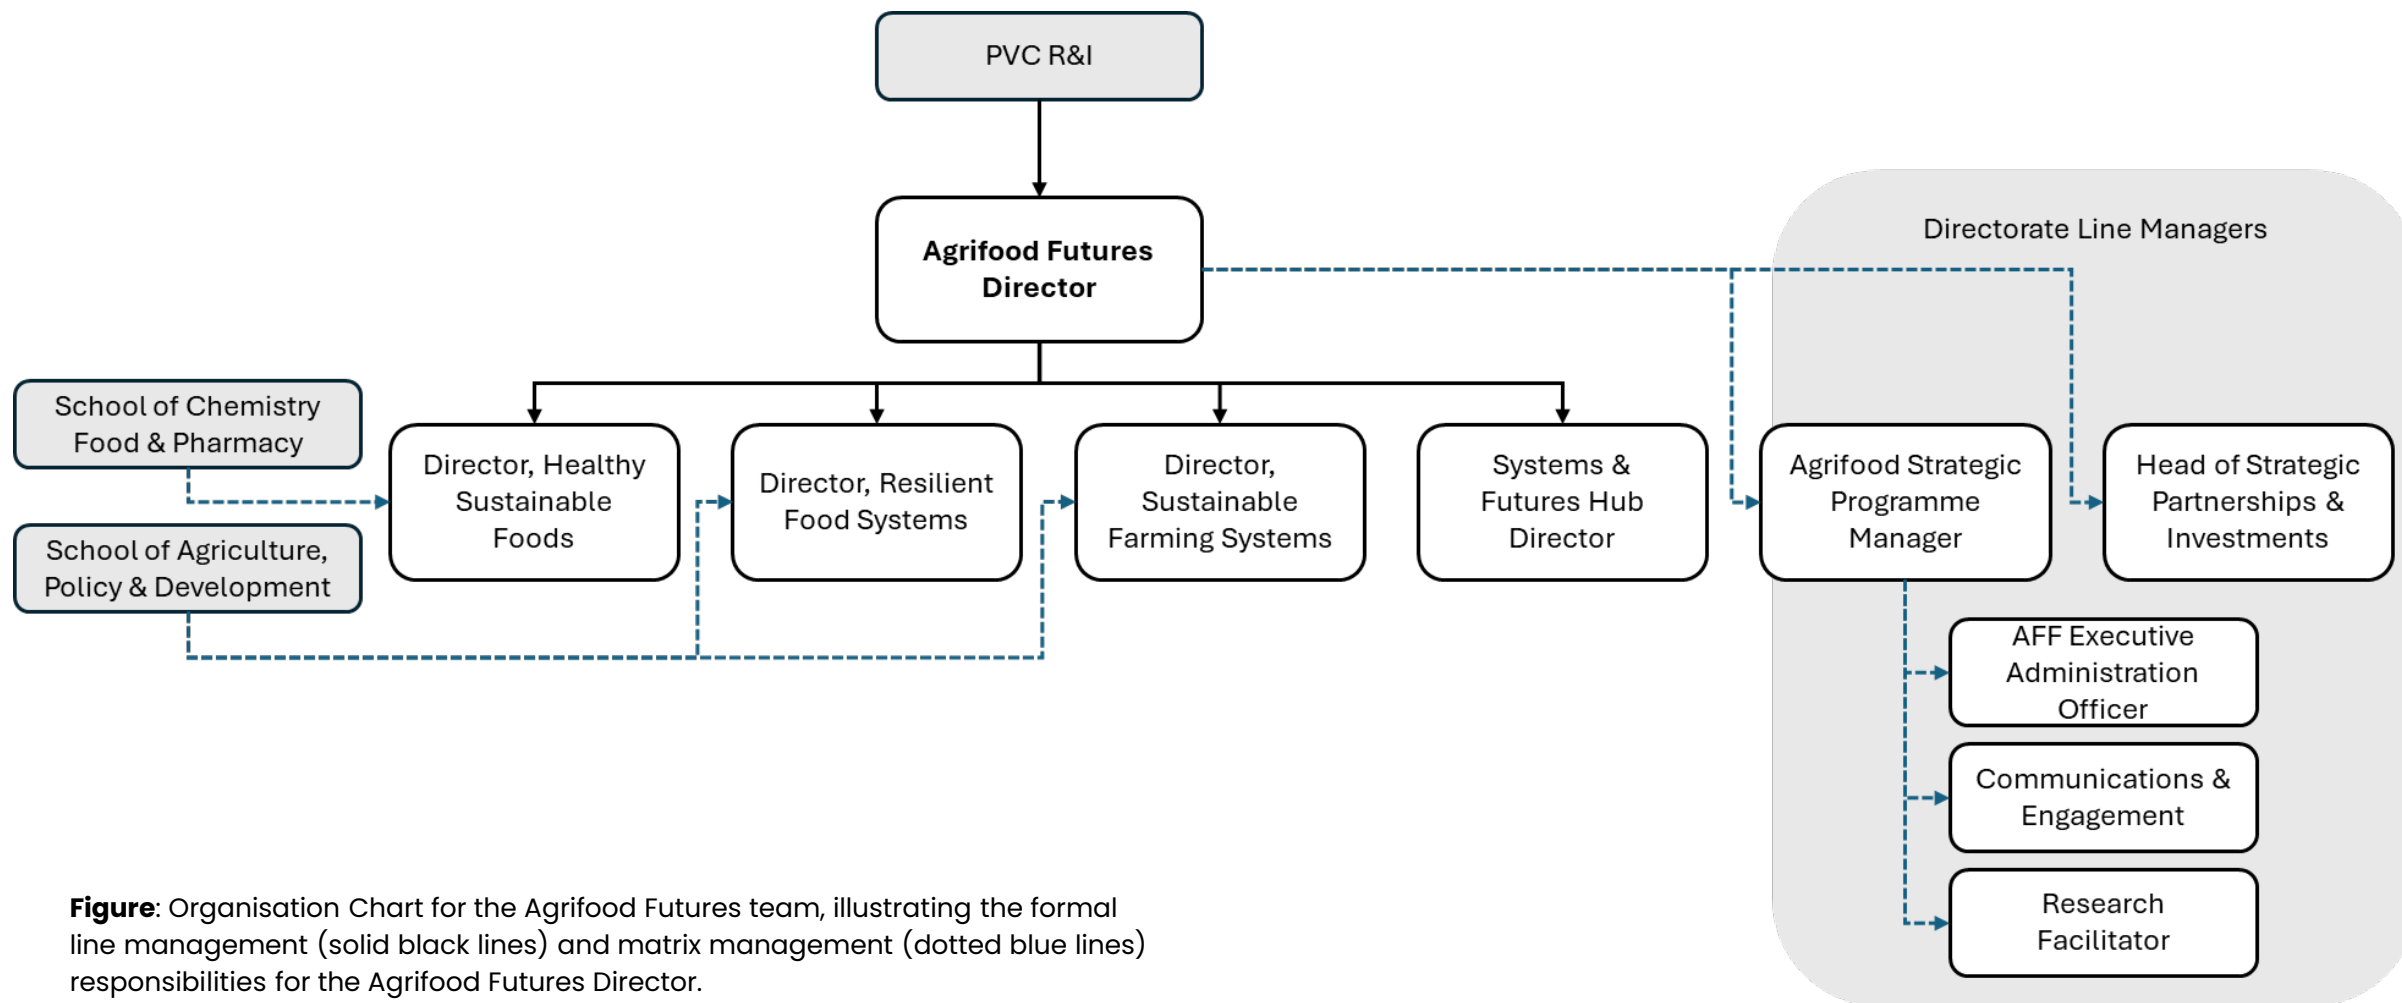 PVC R&I
Agrifood Futures
Director
Directorate Line Managers
School of Chemistry
Food & Pharmacy
School of Agriculture,
Policy & Development
Director, Healthy
Sustainable
Foods
Director, Resilient
Food Systems
Director,
Sustainable
Farming Systems
Systems &
Futures Hub
Director
Agrifood Strategic
Programme
Manager
Head of Strategic
Partnerships &
Investments
AFF Executive
Administration
Officer
Communications &
Engagement
Research
Facilitator
Figure: Organisation Chart for the Agrifood Futures team, illustrating the formal
line management (solid black lines) and matrix management (dotted blue lines)
responsibilities for the Agrifood Futures Director.